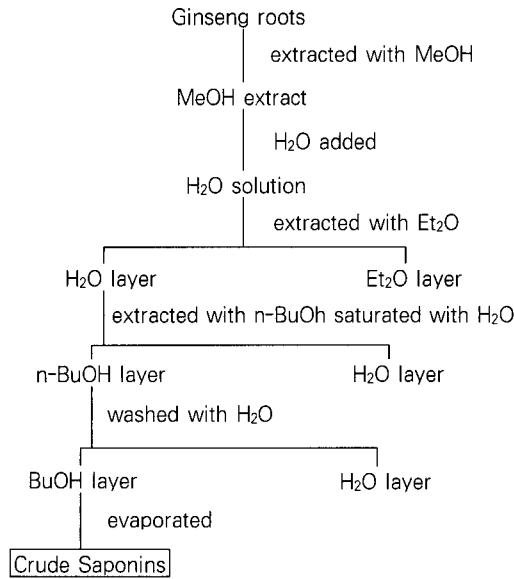 Ginseng roots
extracted with MeOH
MeOH extract
H₂O added
H₂O solution
extracted with Et₂O
H₂O layer Et₂O layer
extracted with n-BuOh saturated with H₂O
n-BuOH layer H₂O layer
washed with H₂O
BuOH layer H₂O layer
evaporated
Crude Saponins